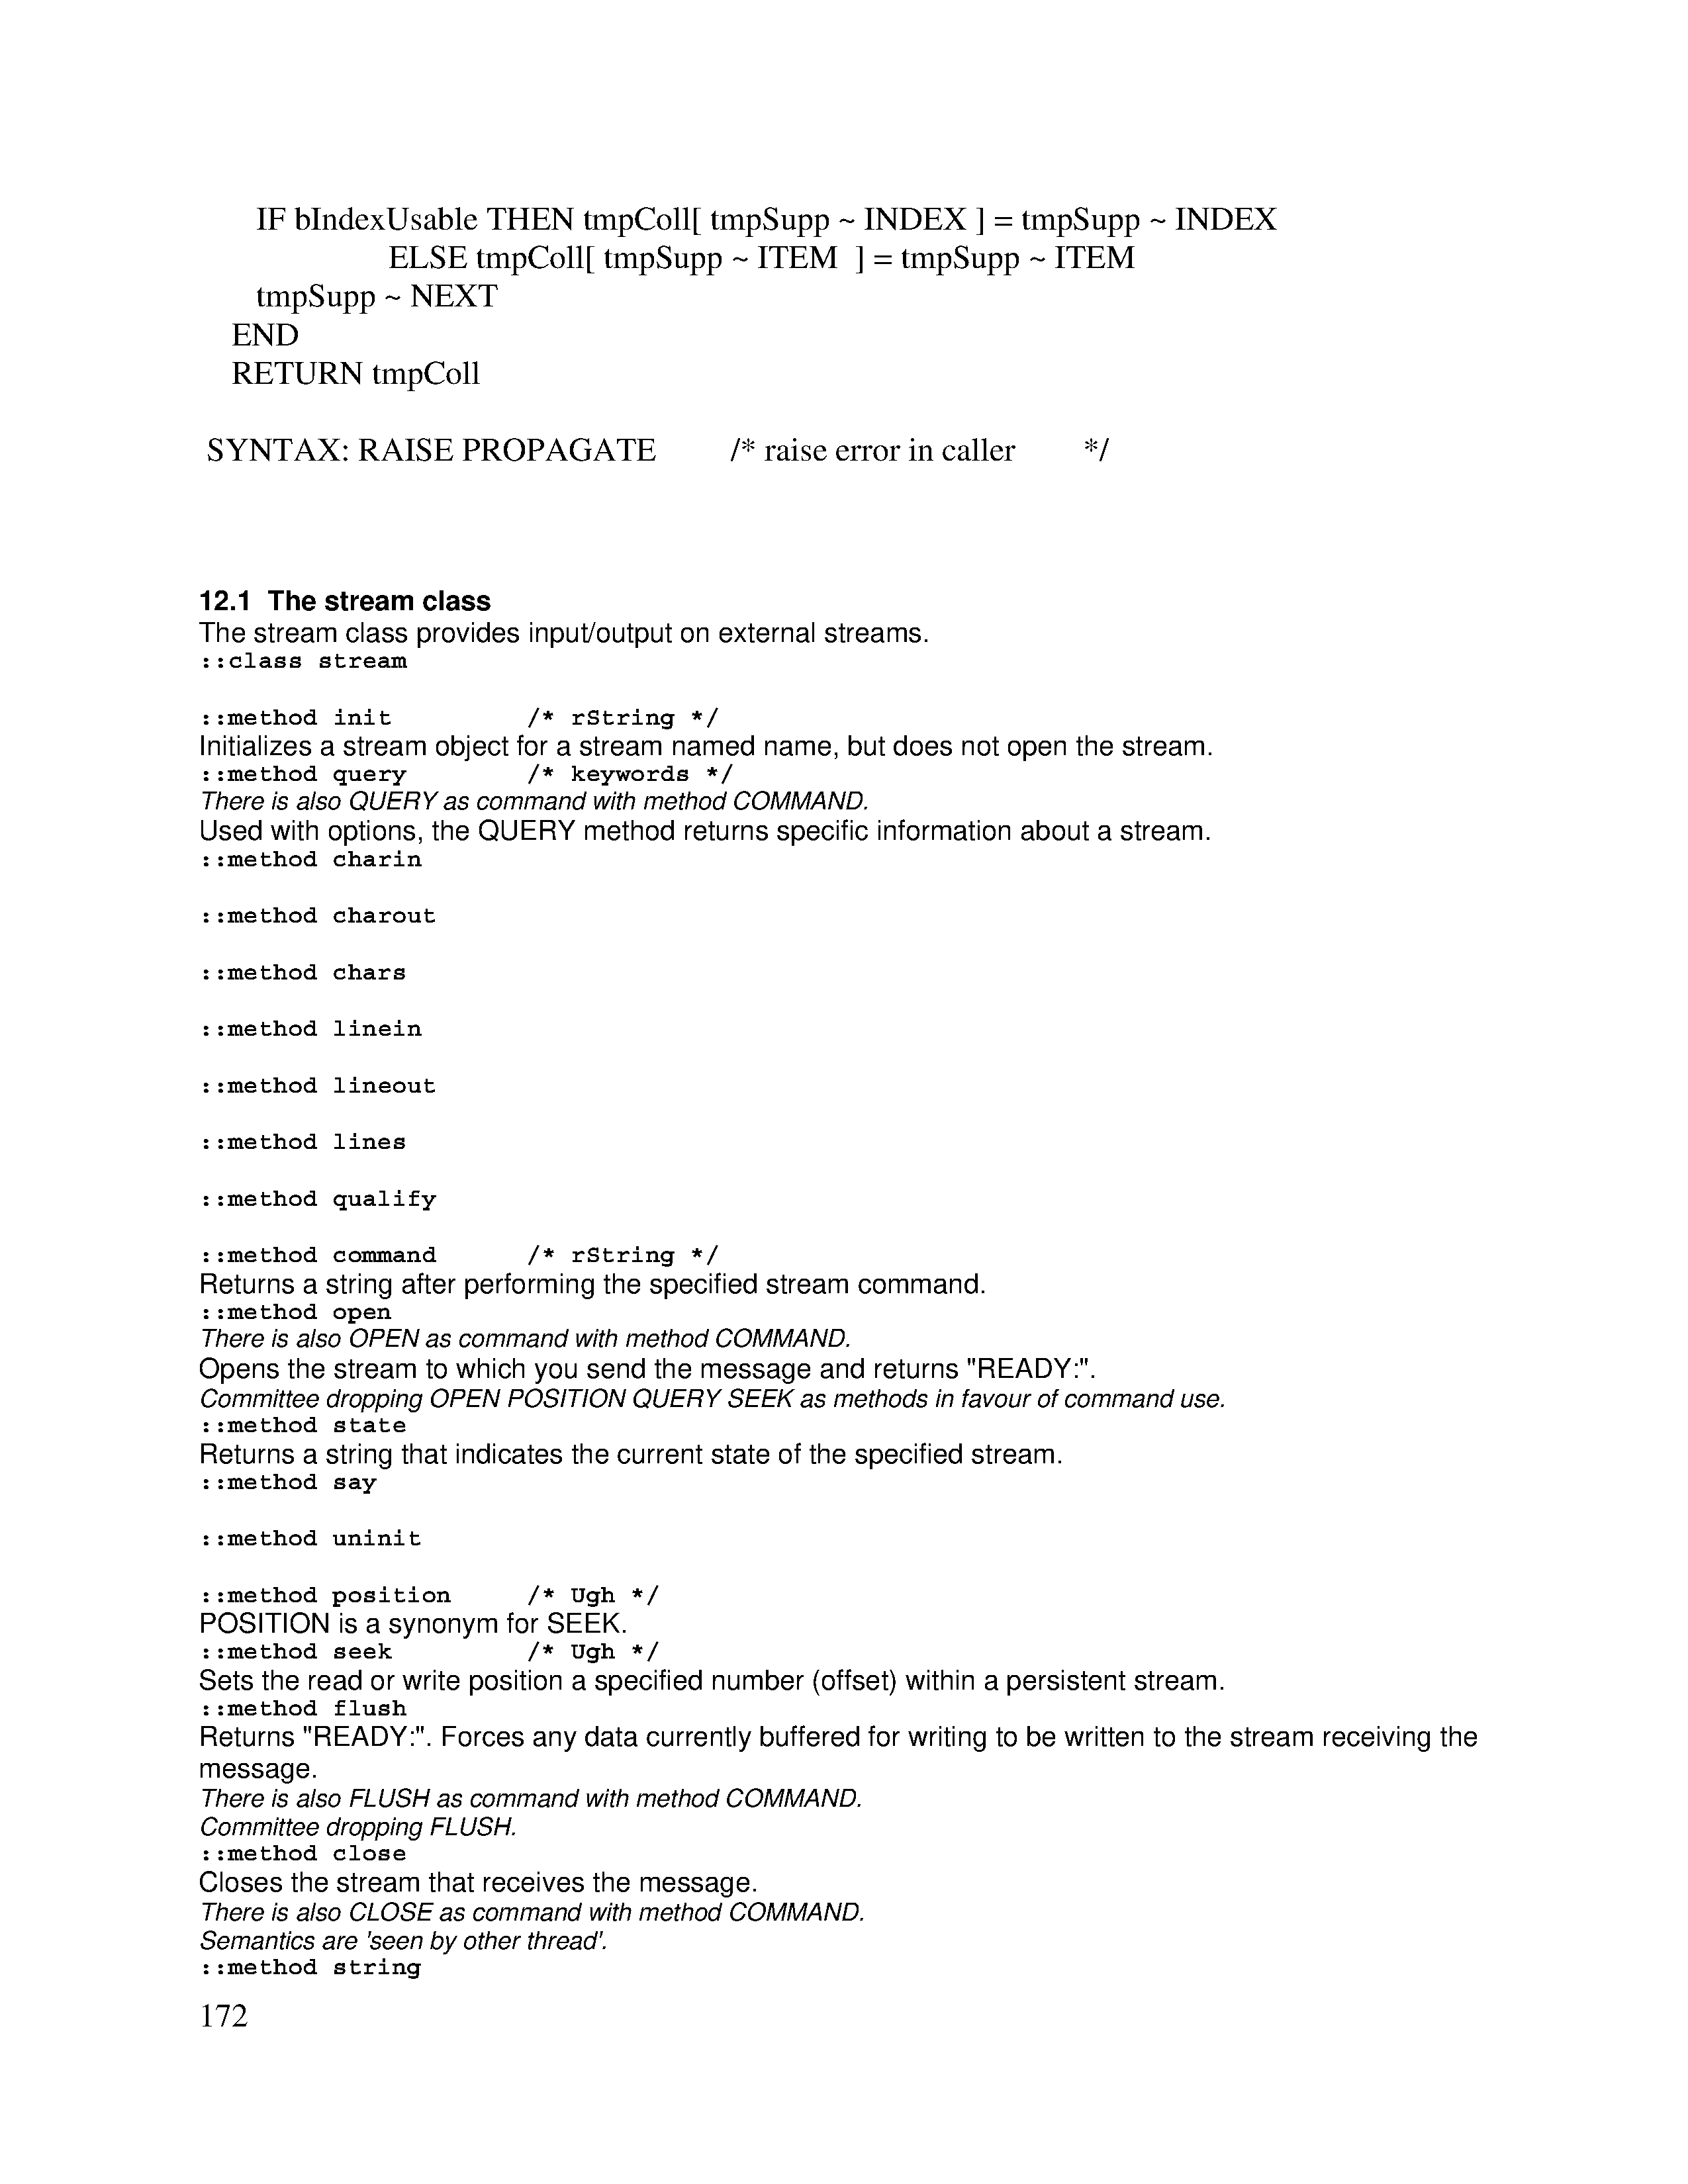 IF bIndexUsable THEN tmpColl[ tmpSupp ~ INDEX ] = tmpSupp ~ INDEX
ELSE tmpColl[ tmpSupp ~ ITEM ] = tmpSupp ~ ITEM
tmpSupp ~ NEXT
END
RETURN tmpColl
SYNTAX: RAISE PROPAGATE /* raise error in caller */
12.1 The stream class
The stream class provides input/output on external streams.
::class stream
::method init /* rString */
Initializes a stream object for a stream named name, but does not open the stream.
::method query /* keywords */
There is also QUERY as command with method COMMAND.
Used with options, the QUERY method returns specific information about a stream.
::method charin
::method charout
::method chars
::method linein
::method lineout
::method lines
::method qualify
::method command /* rString */
Returns a string after performing the specified stream command.
::method open
There is also OPEN as command with method COMMAND.
Opens the stream to which you send the message and returns "READY:".
Committee dropping OPEN POSITION QUERY SEEK as methods in favour of command use.
::method state
Returns a string that indicates the current state of the specified stream.
::method say
::method uninit
::method position /* Ugh */
POSITION is a synonym for SEEK.
::method seek /* Ugh */
Sets the read or write position a specified number (offset) within a persistent stream.
::method flush
Returns "READY:". Forces any data currently buffered for writing to be written to the stream receiving the
message.
There is also FLUSH as command with method COMMAND.
Committee dropping FLUSH.
::method close
Closes the stream that receives the message.
There is also CLOSE as command with method COMMAND.
Semantics are 'seen by other thread'.
::method string
172